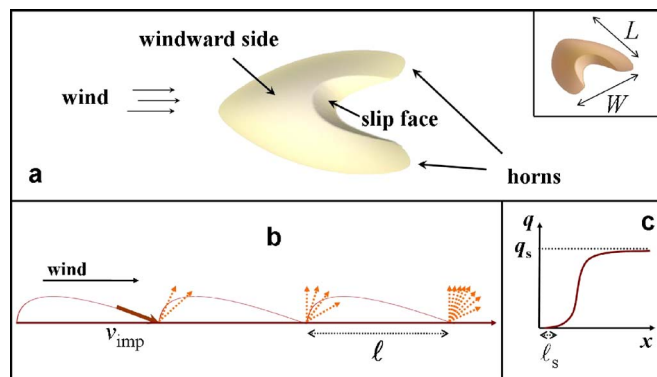 windward side
L
W
wind
slip face
horns
a
b
wind
v_imp
ℓ
q
c
q_s
ℓ_s
x